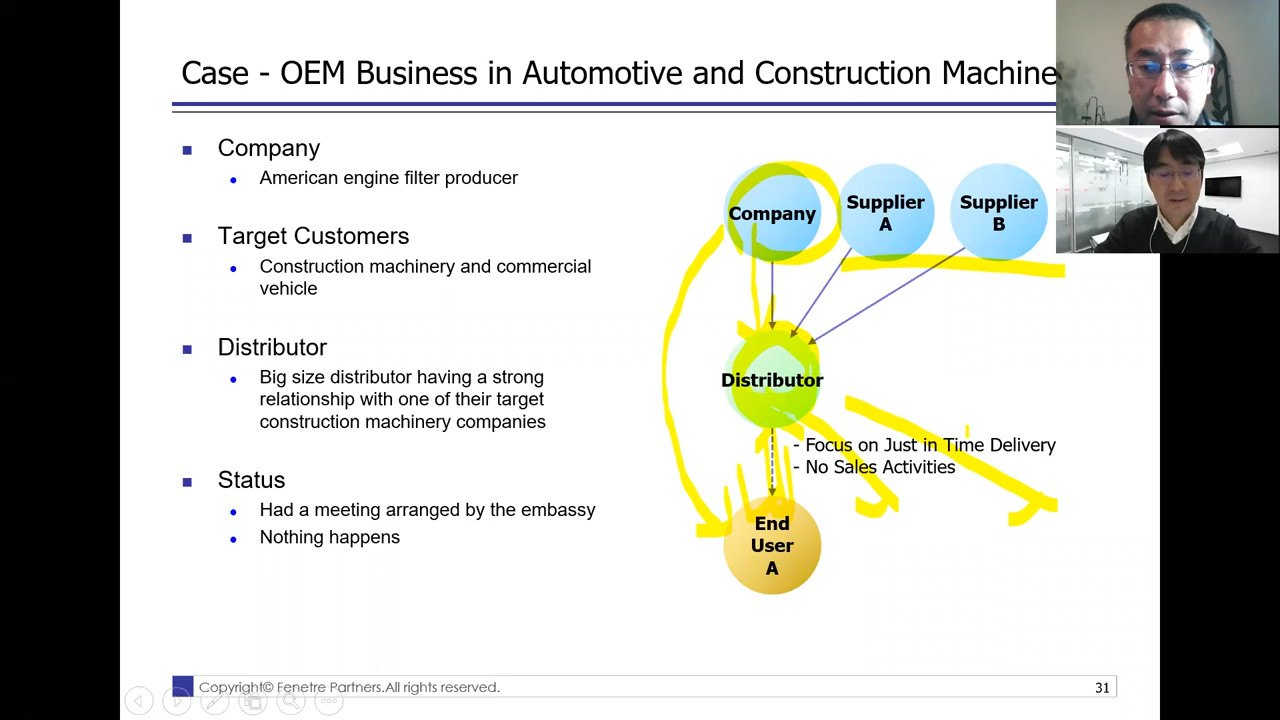 Case - OEM Business in Automotive and Construction Machine
Company
American engine filter producer
Target Customers
Construction machinery and commercial
vehicle
Distributor
Big size distributor having a strong
relationship with one of their target
construction machinery companies
Status
Had a meeting arranged by the embassy
Nothing happens
Company
Supplier
A
Supplier
B
Distributor
- Focus on Just in Time Delivery
- No Sales Activities
End
User
A
Copyright© Fenetre Partners.All rights reserved.
31